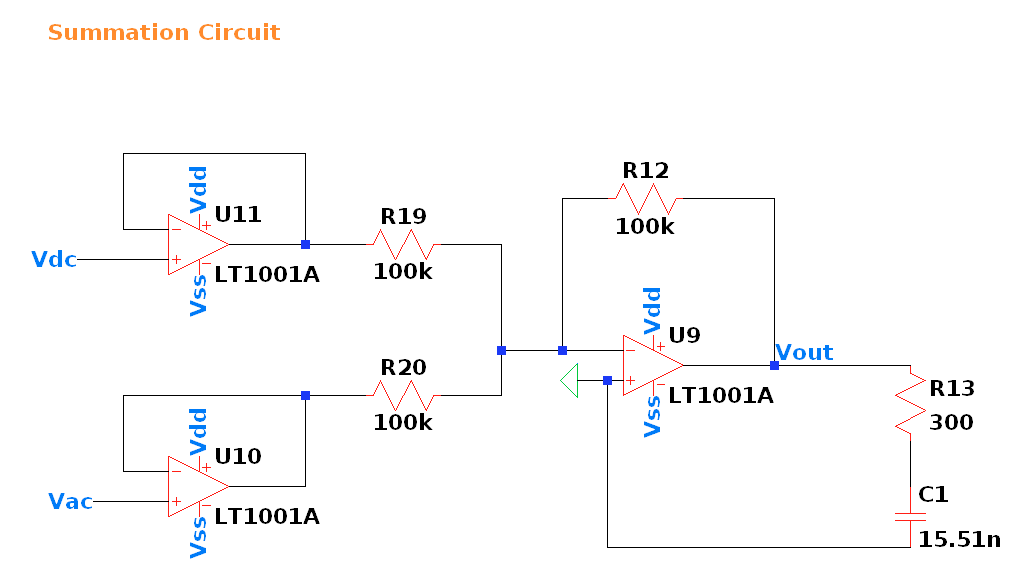 Summation Circuit
R12
100k
Vdd
U11
R19
100k
Vdc
LT1001A
Vss
Vdd
U9
Vout
LT1001A
Vss
R20
100k
R13
300
Vdd
U10
Vac
LT1001A
Vss
C1
15.51n